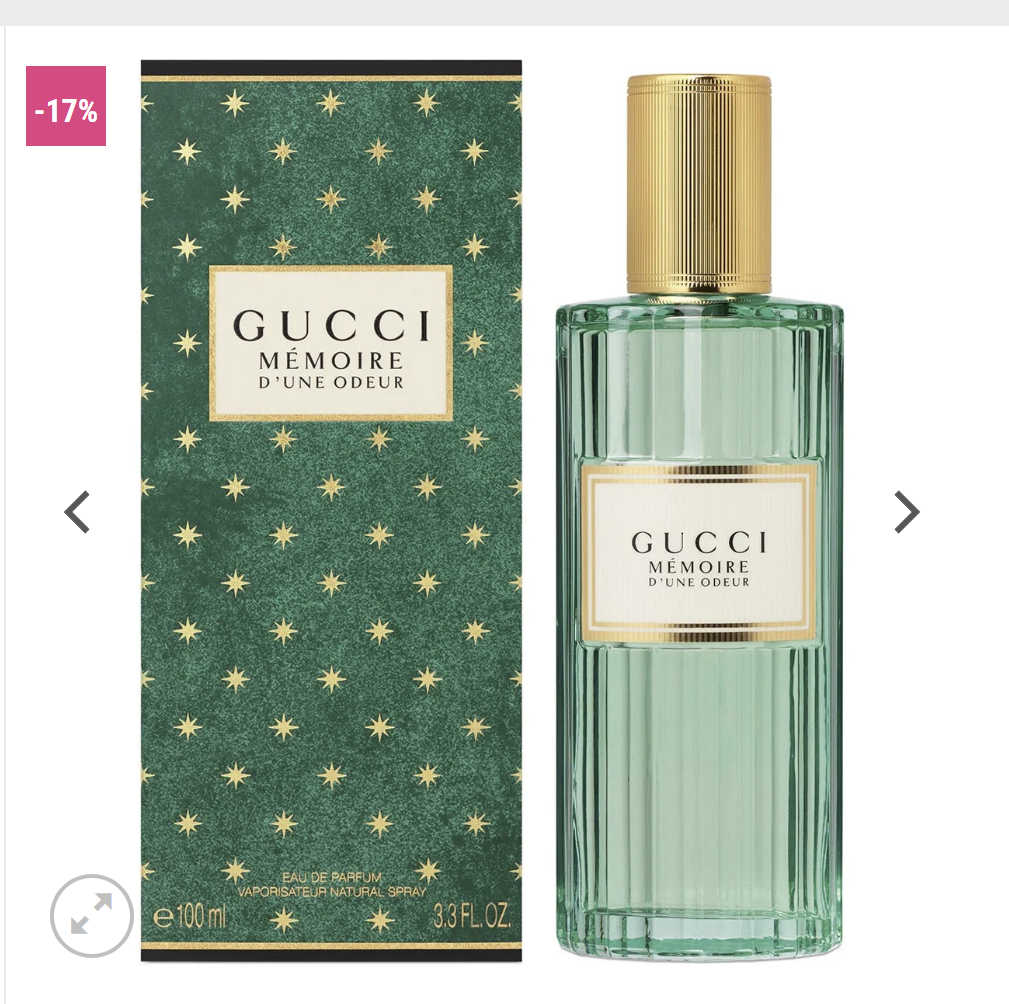 -17%
GUCCI
MÉMOIRE
D'UNE ODEUR
EAU DE PARFUM
VAPORISATEUR NATURAL SPRAY
e 100 ml 3.3 FL. OZ.
GUCCI
MÉMOIRE
D'UNE ODEUR